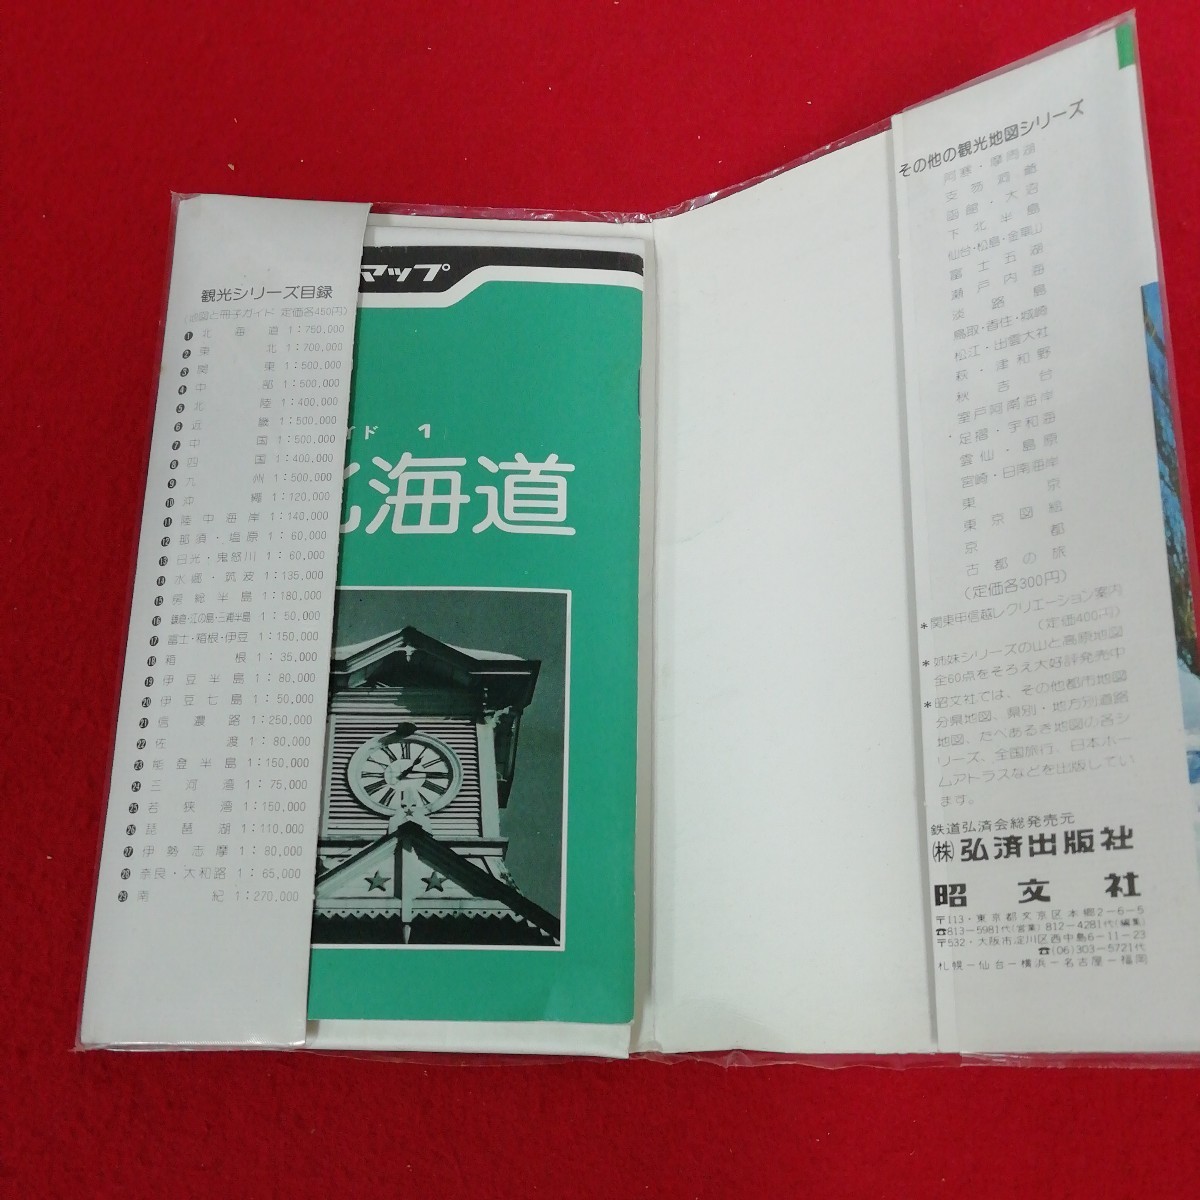 観光シリーズ目録
(地図と冊子ガイド 定価各450円)
❶ 北海道 1:750,000
❷ 東北 1:700,000
❸ 関東 1:500,000
❹ 中部 1:500,000
❺ 北陸 1:400,000
❻ 近畿 1:500,000
❼ 中国 1:500,000
❽ 四国 1:400,000
❾ 九州 1:500,000
❿ 沖縄 1:120,000
⓫ 陸中海岸 1:140,000
⓬ 那須・塩原 1:60,000
⓭ 日光・鬼怒川 1:60,000
⓮ 水郷・筑波 1:135,000
⓯ 房総半島 1:180,000
⓰ 鎌倉・江の島・三浦半島 1:50,000
⓱ 富士・箱根・伊豆 1:150,000
⓲ 箱根 1:35,000
⓳ 伊豆半島 1:80,000
⓴ 伊豆七島 1:50,000
㉑ 信濃路 1:250,000
㉒ 佐渡 1:80,000
㉓ 能登半島 1:150,000
㉔ 三河湾 1:75,000
㉕ 若狭湾 1:150,000
㉖ 琵琶湖 1:110,000
㉗ 伊勢志摩 1:80,000
㉘ 奈良・大和路 1:65,000
㉙ 南紀 1:270,000
マップ
イド 1
北海道
その他の観光地図シリーズ
阿寒・摩周湖
支笏洞爺
函館・大沼
下北半島
仙台・松島・金華山
富士五湖
瀬戸内海
淡路島
鳥取・香住・城崎
松江・出雲大社
萩・津和野
秋吉台
室戸阿南海岸
足摺・宇和海
雲仙・島原
宮崎・日南海岸
東京
東京図絵
京都
古都の旅
(定価各300円)
*関東甲信越レクリエーション案内
(定価400円)
*姉妹シリーズの山と高原地図
全60点をそろえ大好評発売中
*昭文社では、その他都市地図
分県地図、県別・地方別道路
地図、たべあるき地図の各シ
リーズ、全国旅行、日本ホー
ムアトラスなどを出版してい
ます。
鉄道弘済会総発売元
(株)弘済出版社
昭文社
〒113・東京都文京区本郷2-6-5
☎813-5981代(営業) 812-4281代(編集)
〒532・大阪市淀川区西中島6-11-23
☎(06)303-5721代
札幌-仙台-横浜-名古屋-福岡